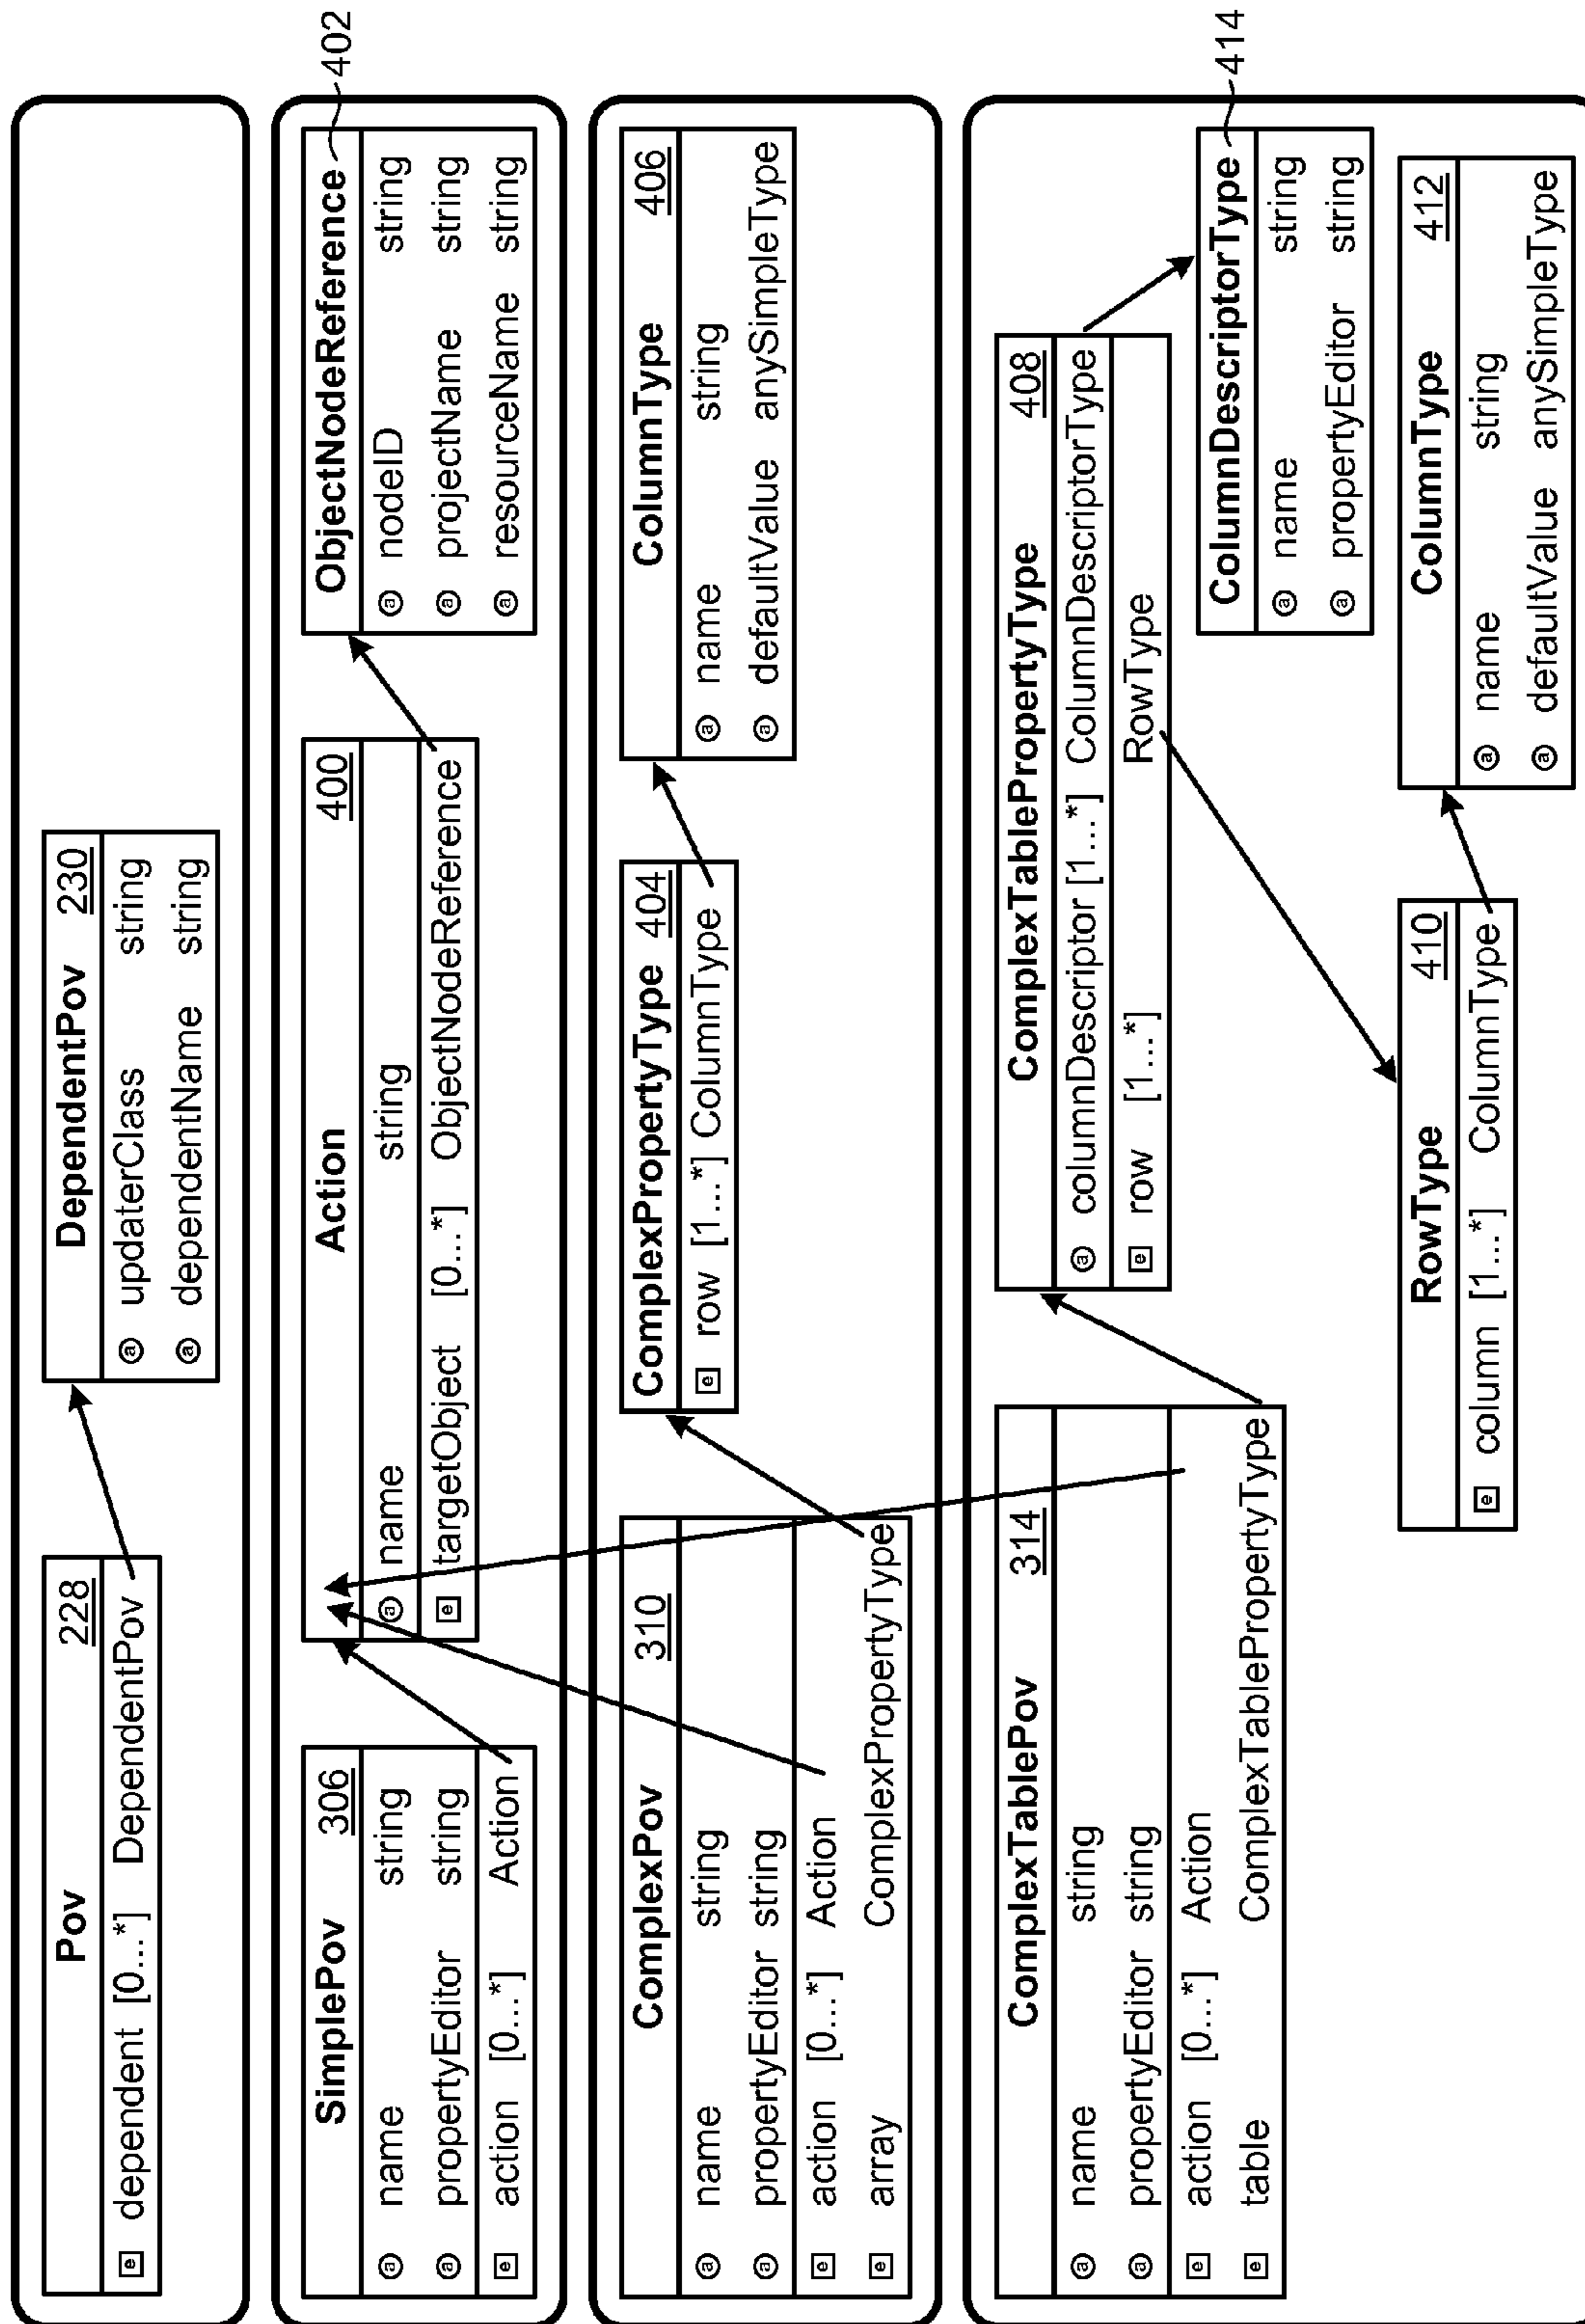 Pov 228
e dependent [0...*] DependentPov
DependentPov 230
a updaterClass string
a dependentName string
SimplePov 306
a name string
a propertyEditor string
e action [0...*] Action
Action 400
a name string
e targetObject [0...*] ObjectNodeReference
ObjectNodeReference 402
a nodeID string
a projectName string
a resourceName string
ComplexPov 310
a name string
a propertyEditor string
e action [0...*] Action
e array ComplexPropertyType
ComplexPropertyType 404
e row [1...*] ColumnType
ColumnType 406
a name string
a defaultValue anySimpleType
ComplexTablePov 314
a name string
a propertyEditor string
e action [0...*] Action
e table ComplexTablePropertyType
ComplexTablePropertyType 408
a columnDescriptor [1...*] ColumnDescriptorType
e row [1...*] RowType
ColumnDescriptorType 414
a name string
a propertyEditor string
RowType 410
e column [1...*] ColumnType
ColumnType 412
a name string
a defaultValue anySimpleType